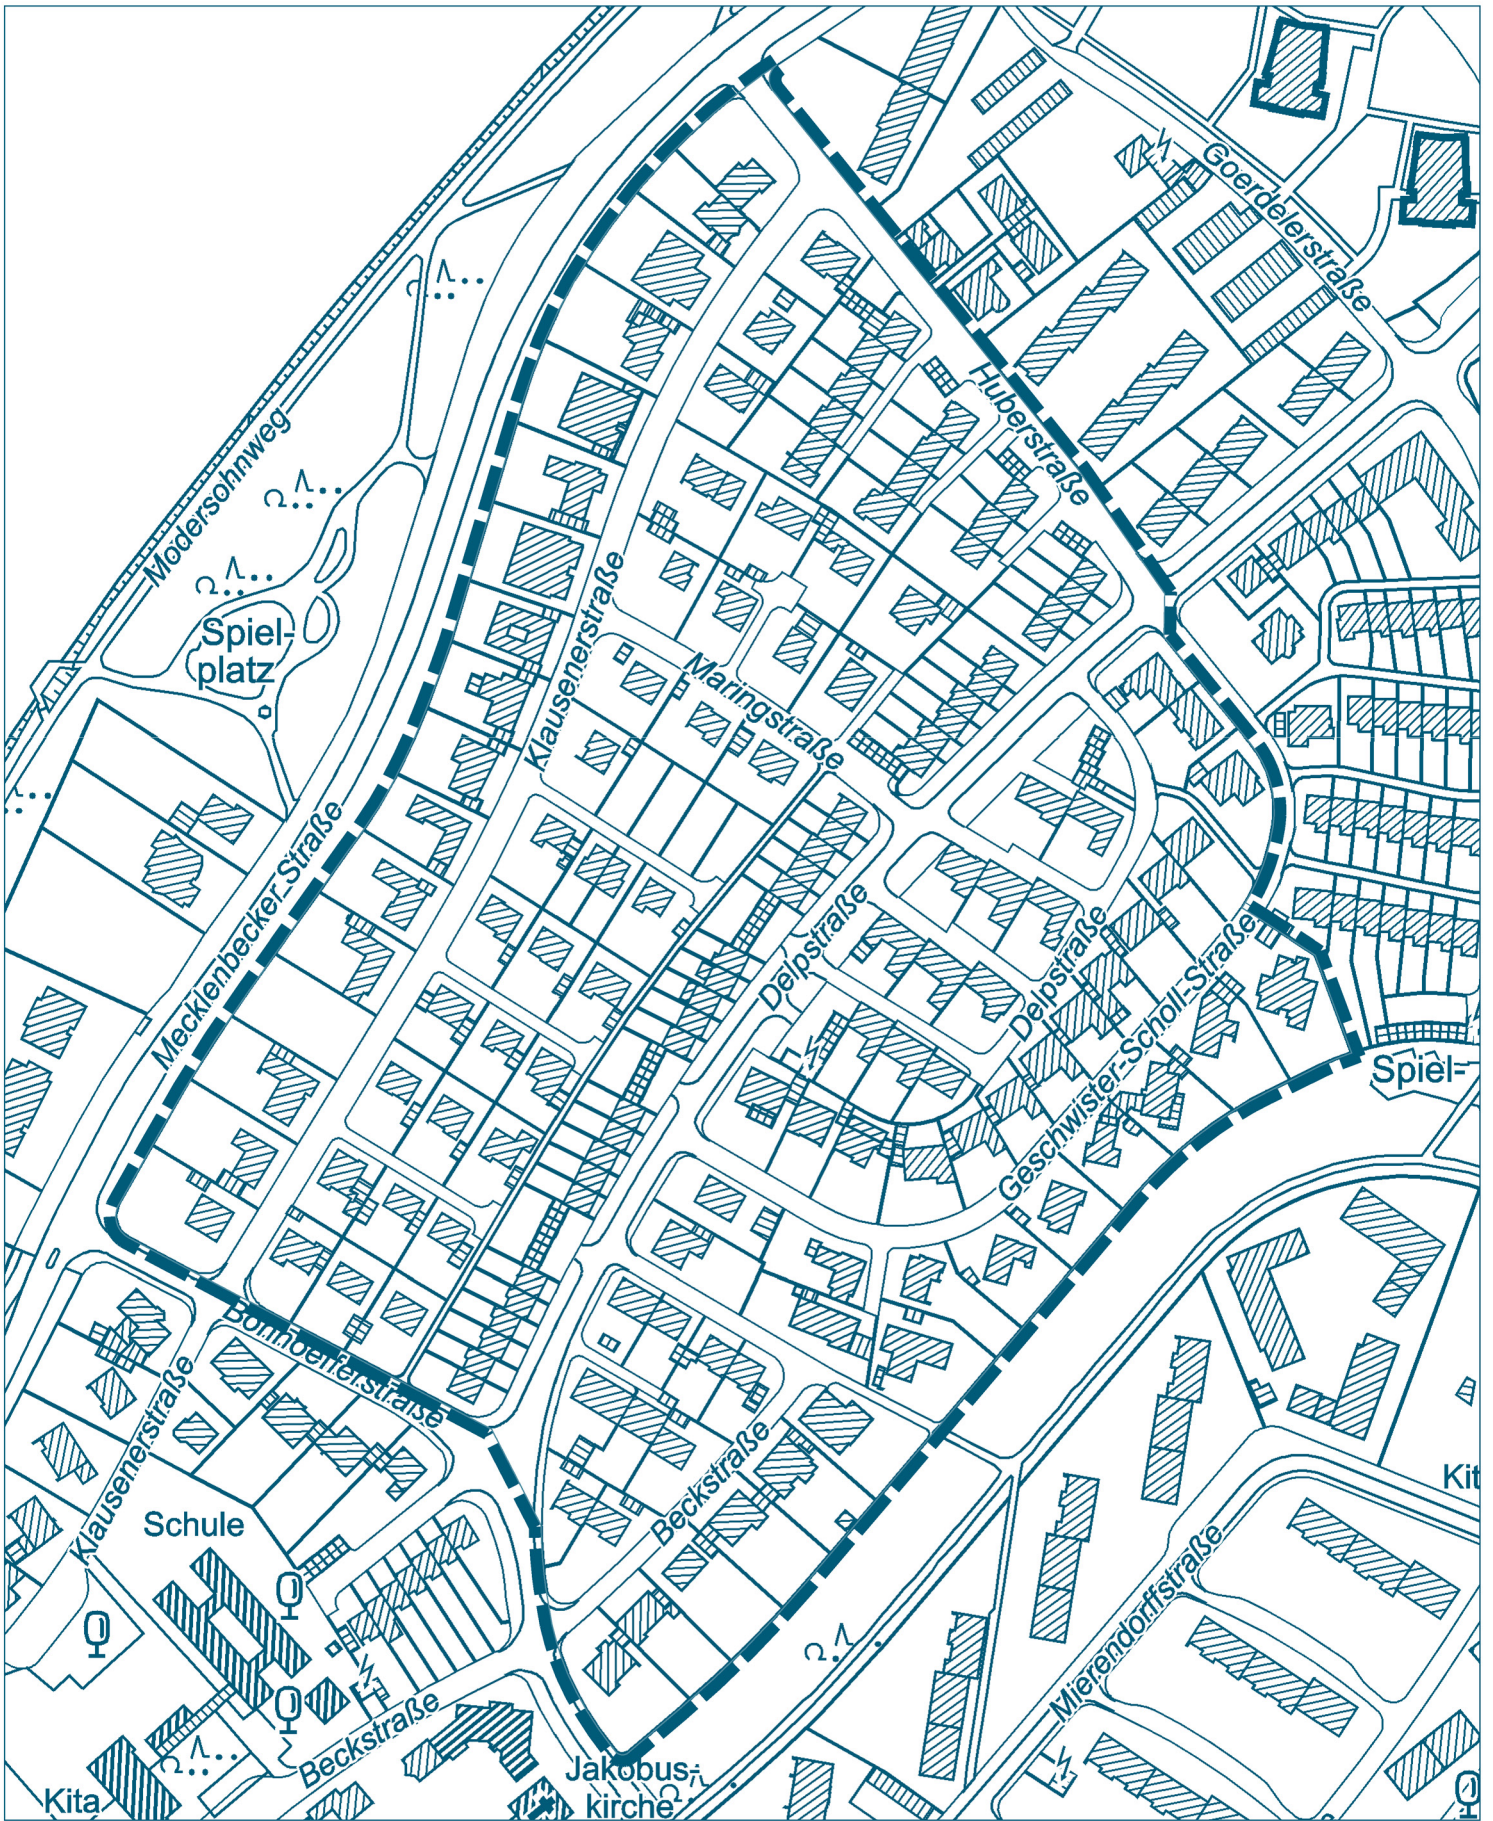 Goerdelerstraße
Huberstraße
Modersohnweg
Klausenerstraße
Spiel-
platz
Maringstraße
Mecklenbecker Straße
Delpstraße
Delpstraße
Geschwister-Scholl-Straße
Spiel-
Bonhoefferstraße
Klausenerstraße
Beckstraße
Schule
Kit
Mierendorffstraße
Beckstraße
Jakobus-
kirche
Kita